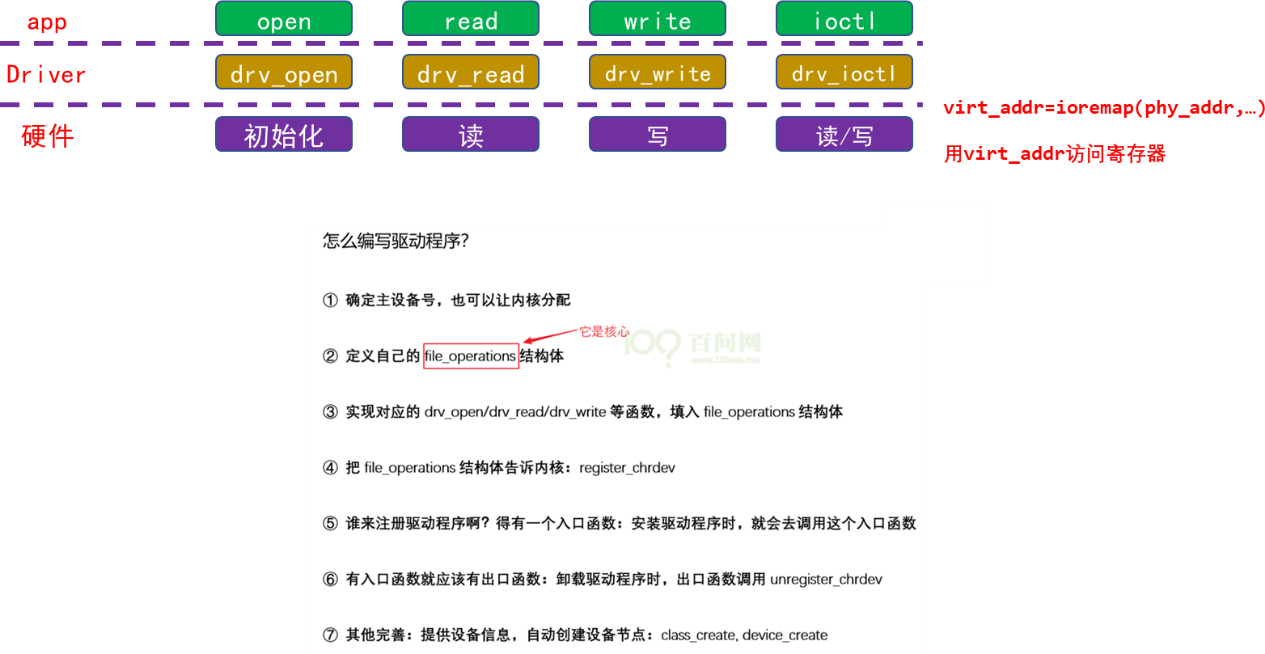 app open read write ioctl
Driver drv_open drv_read drv_write drv_ioctl
virt_addr=ioremap(phy_addr,…)
硬件 初始化 读 写 读/写
用virt_addr访问寄存器
怎么编写驱动程序?
① 确定主设备号，也可以让内核分配
它是核心
百问网
www.100ask.net
② 定义自己的 file_operations 结构体
③ 实现对应的 drv_open/drv_read/drv_write 等函数，填入 file_operations 结构体
④ 把 file_operations 结构体告诉内核：register_chrdev
⑤ 谁来注册驱动程序啊？得有一个入口函数：安装驱动程序时，就会去调用这个入口函数
⑥ 有入口函数就应该有出口函数：卸载驱动程序时，出口函数调用 unregister_chrdev
⑦ 其他完善：提供设备信息，自动创建设备节点：class_create, device_create